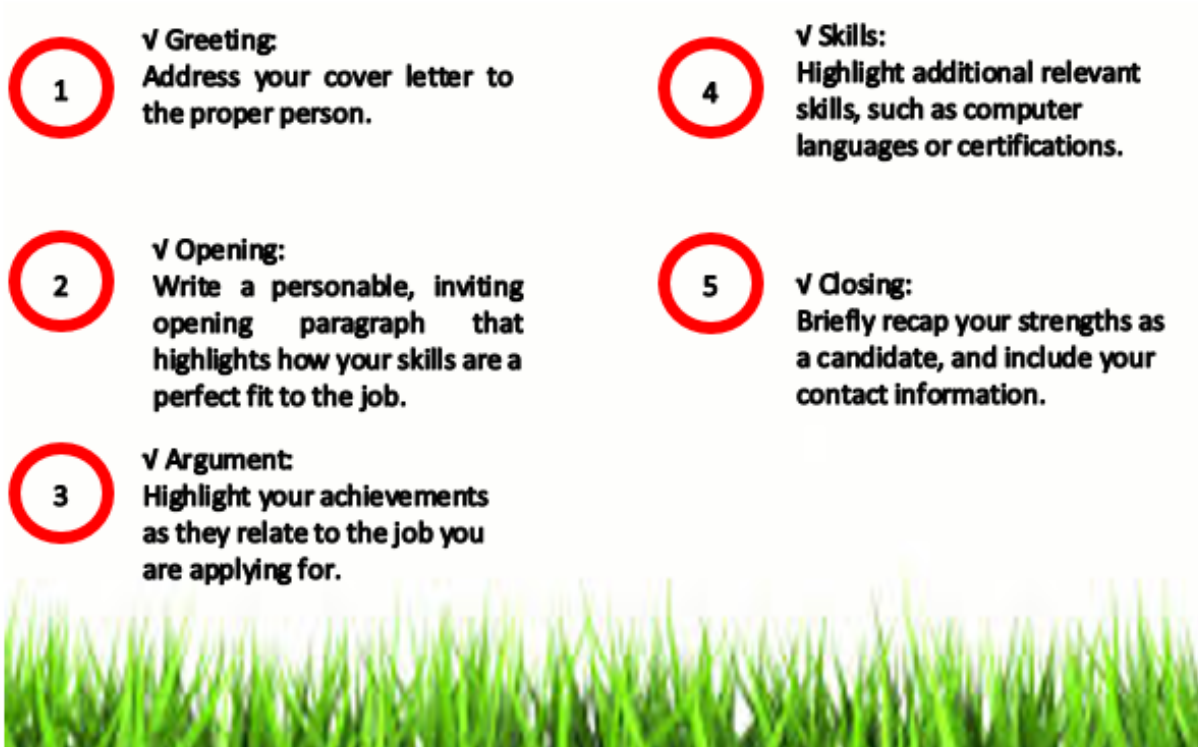 1
√ Greeting:
Address your cover letter to
the proper person.
2
√ Opening:
Write a personable, inviting
opening paragraph that
highlights how your skills are a
perfect fit to the job.
3
√ Argument:
Highlight your achievements
as they relate to the job you
are applying for.
4
√ Skills:
Highlight additional relevant
skills, such as computer
languages or certifications.
5
√ Closing:
Briefly recap your strengths as
a candidate, and include your
contact information.